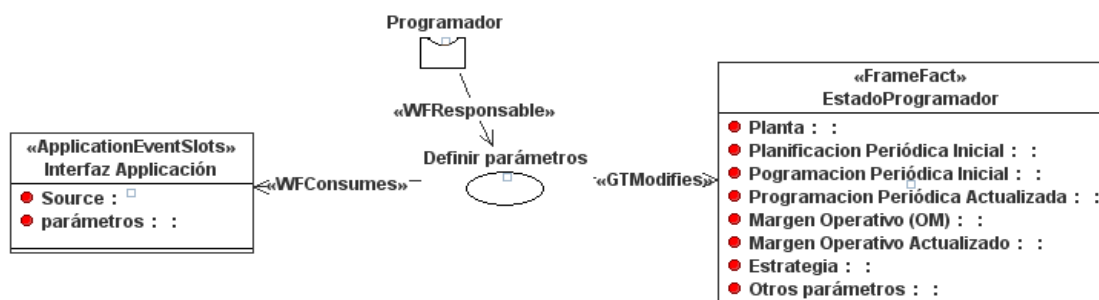 Programador
«WFResponsable»
Definir parámetros
«WFConsumes»
«GTModifies»
«ApplicationEventSlots»
Interfaz Applicación
Source :
parámetros : :
«FrameFact»
EstadoProgramador
Planta : :
Planificacion Periódica Inicial : :
Pogramacion Periódica Inicial : :
Programacion Periódica Actualizada : :
Margen Operativo (OM) : :
Margen Operativo Actualizado : :
Estrategia : :
Otros parámetros : :